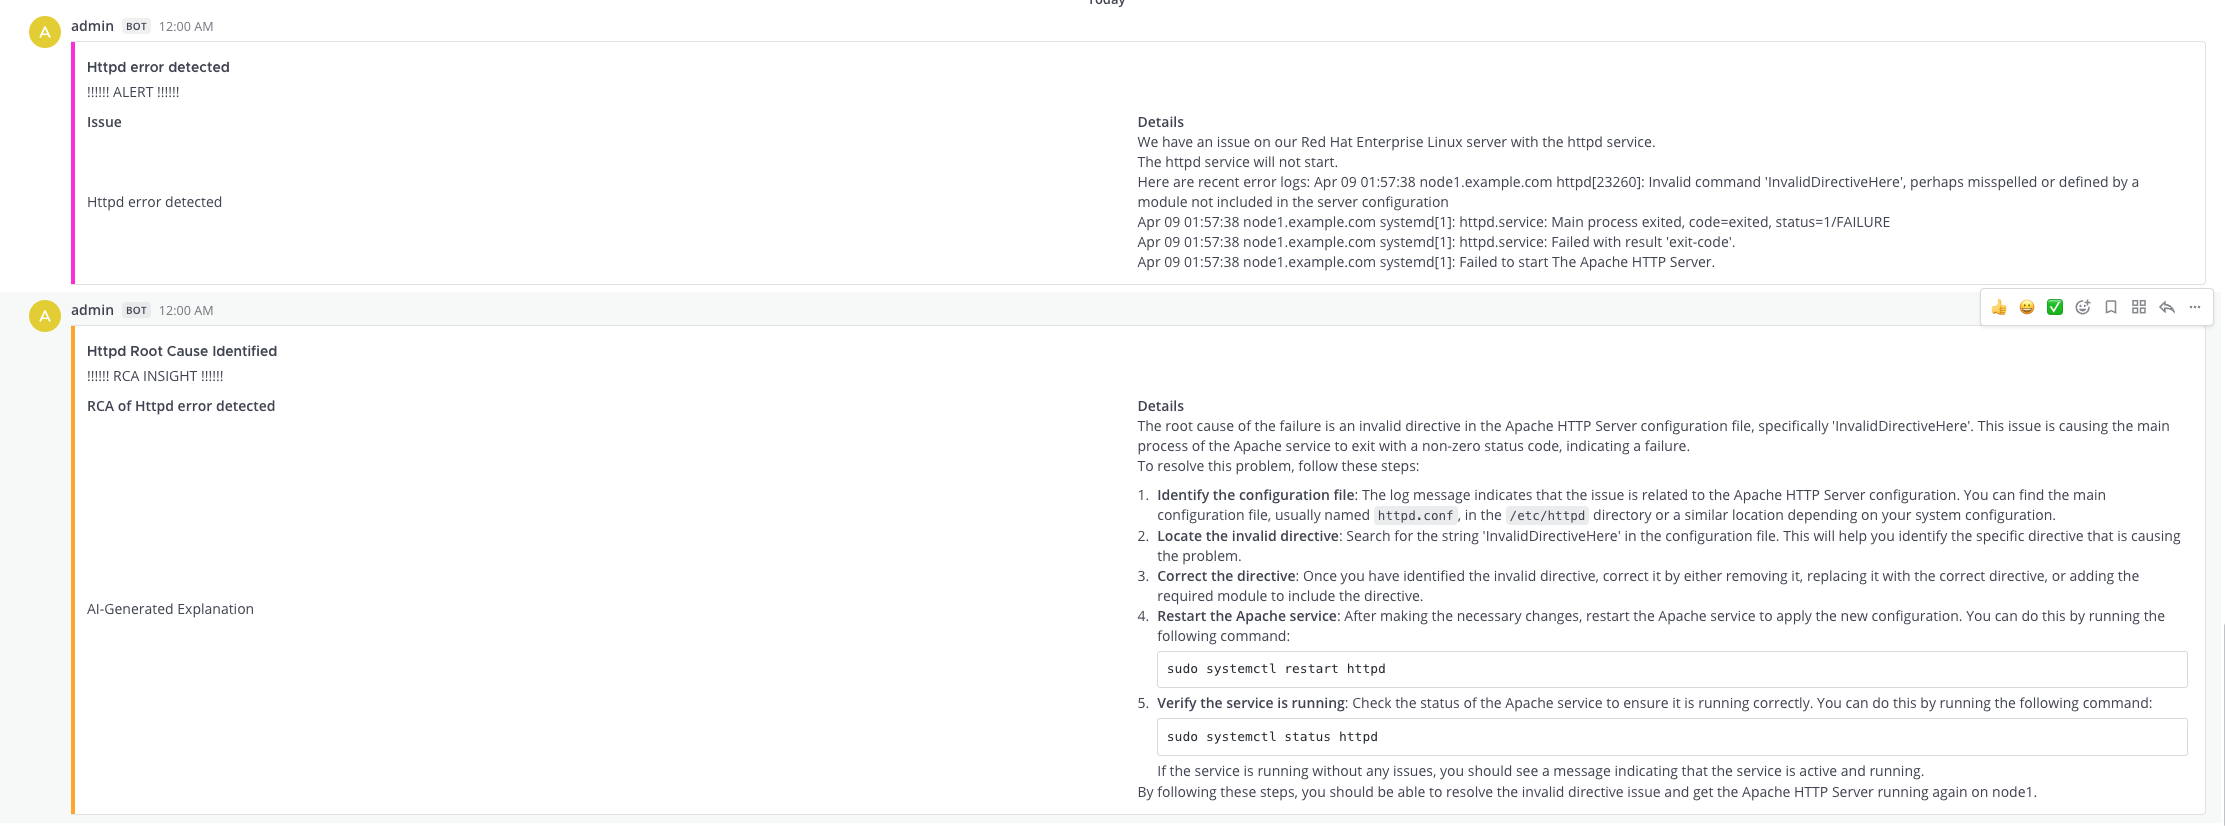 Today
admin BOT 12:00 AM
A
Httpd error detected
!!!!!! ALERT !!!!!!
Issue
Httpd error detected
Details
We have an issue on our Red Hat Enterprise Linux server with the httpd service.
The httpd service will not start.
Here are recent error logs: Apr 09 01:57:38 node1.example.com httpd[23260]: Invalid command 'InvalidDirectiveHere', perhaps misspelled or defined by a
module not included in the server configuration
Apr 09 01:57:38 node1.example.com systemd[1]: httpd.service: Main process exited, code=exited, status=1/FAILURE
Apr 09 01:57:38 node1.example.com systemd[1]: httpd.service: Failed with result 'exit-code'.
Apr 09 01:57:38 node1.example.com systemd[1]: Failed to start The Apache HTTP Server.
admin BOT 12:00 AM
A
Httpd Root Cause Identified
!!!!!! RCA INSIGHT !!!!!!
RCA of Httpd error detected
AI-Generated Explanation
Details
The root cause of the failure is an invalid directive in the Apache HTTP Server configuration file, specifically 'InvalidDirectiveHere'. This issue is causing the main
process of the Apache service to exit with a non-zero status code, indicating a failure.
To resolve this problem, follow these steps:
1. Identify the configuration file: The log message indicates that the issue is related to the Apache HTTP Server configuration. You can find the main
configuration file, usually named httpd.conf, in the /etc/httpd directory or a similar location depending on your system configuration.
2. Locate the invalid directive: Search for the string 'InvalidDirectiveHere' in the configuration file. This will help you identify the specific directive that is causing
the problem.
3. Correct the directive: Once you have identified the invalid directive, correct it by either removing it, replacing it with the correct directive, or adding the
required module to include the directive.
4. Restart the Apache service: After making the necessary changes, restart the Apache service to apply the new configuration. You can do this by running the
following command:
sudo systemctl restart httpd
5. Verify the service is running: Check the status of the Apache service to ensure it is running correctly. You can do this by running the following command:
sudo systemctl status httpd
If the service is running without any issues, you should see a message indicating that the service is active and running.
By following these steps, you should be able to resolve the invalid directive issue and get the Apache HTTP Server running again on node1.